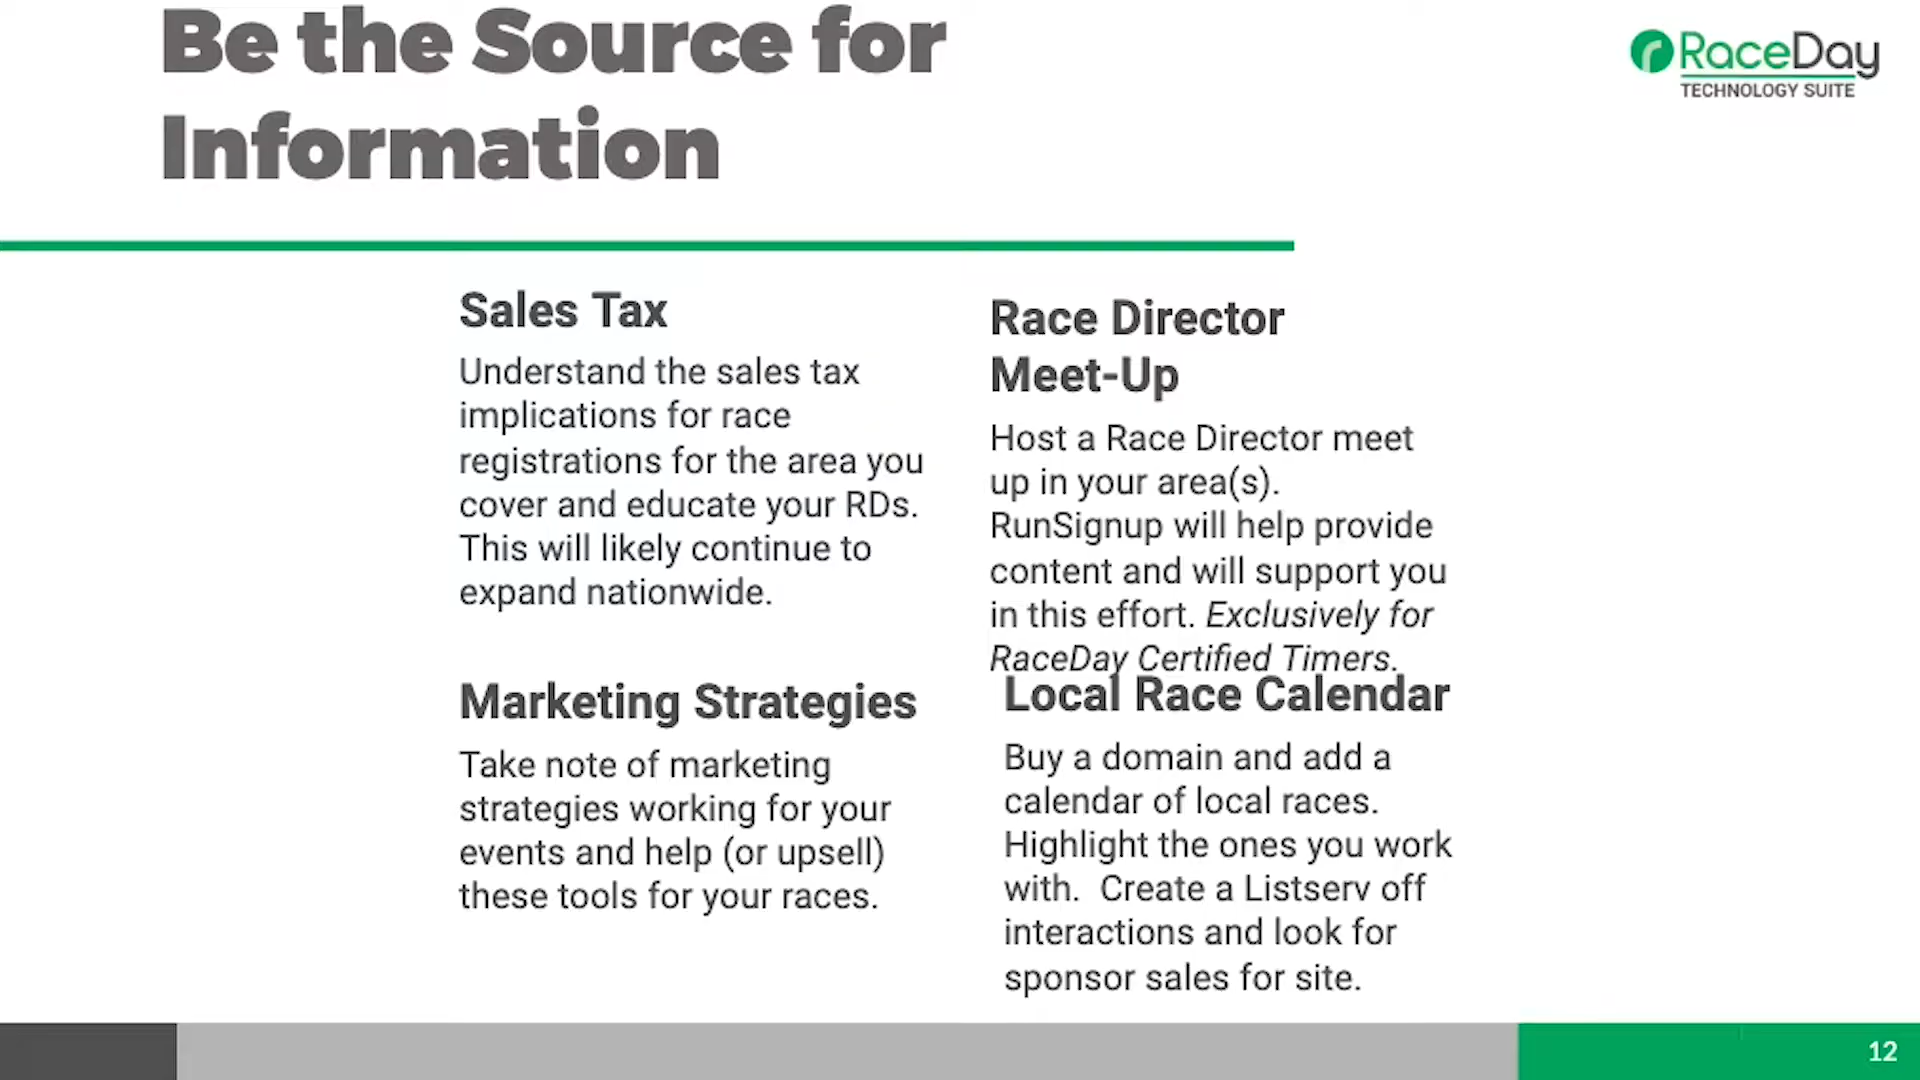 Be the Source for
Information
RaceDay
TECHNOLOGY SUITE
Sales Tax
Understand the sales tax
implications for race
registrations for the area you
cover and educate your RDs.
This will likely continue to
expand nationwide.
Race Director
Meet-Up
Host a Race Director meet
up in your area(s).
RunSignup will help provide
content and will support you
in this effort. Exclusively for
RaceDay Certified Timers.
Marketing Strategies
Take note of marketing
strategies working for your
events and help (or upsell)
these tools for your races.
Local Race Calendar
Buy a domain and add a
calendar of local races.
Highlight the ones you work
with.  Create a Listserv off
interactions and look for
sponsor sales for site.
12